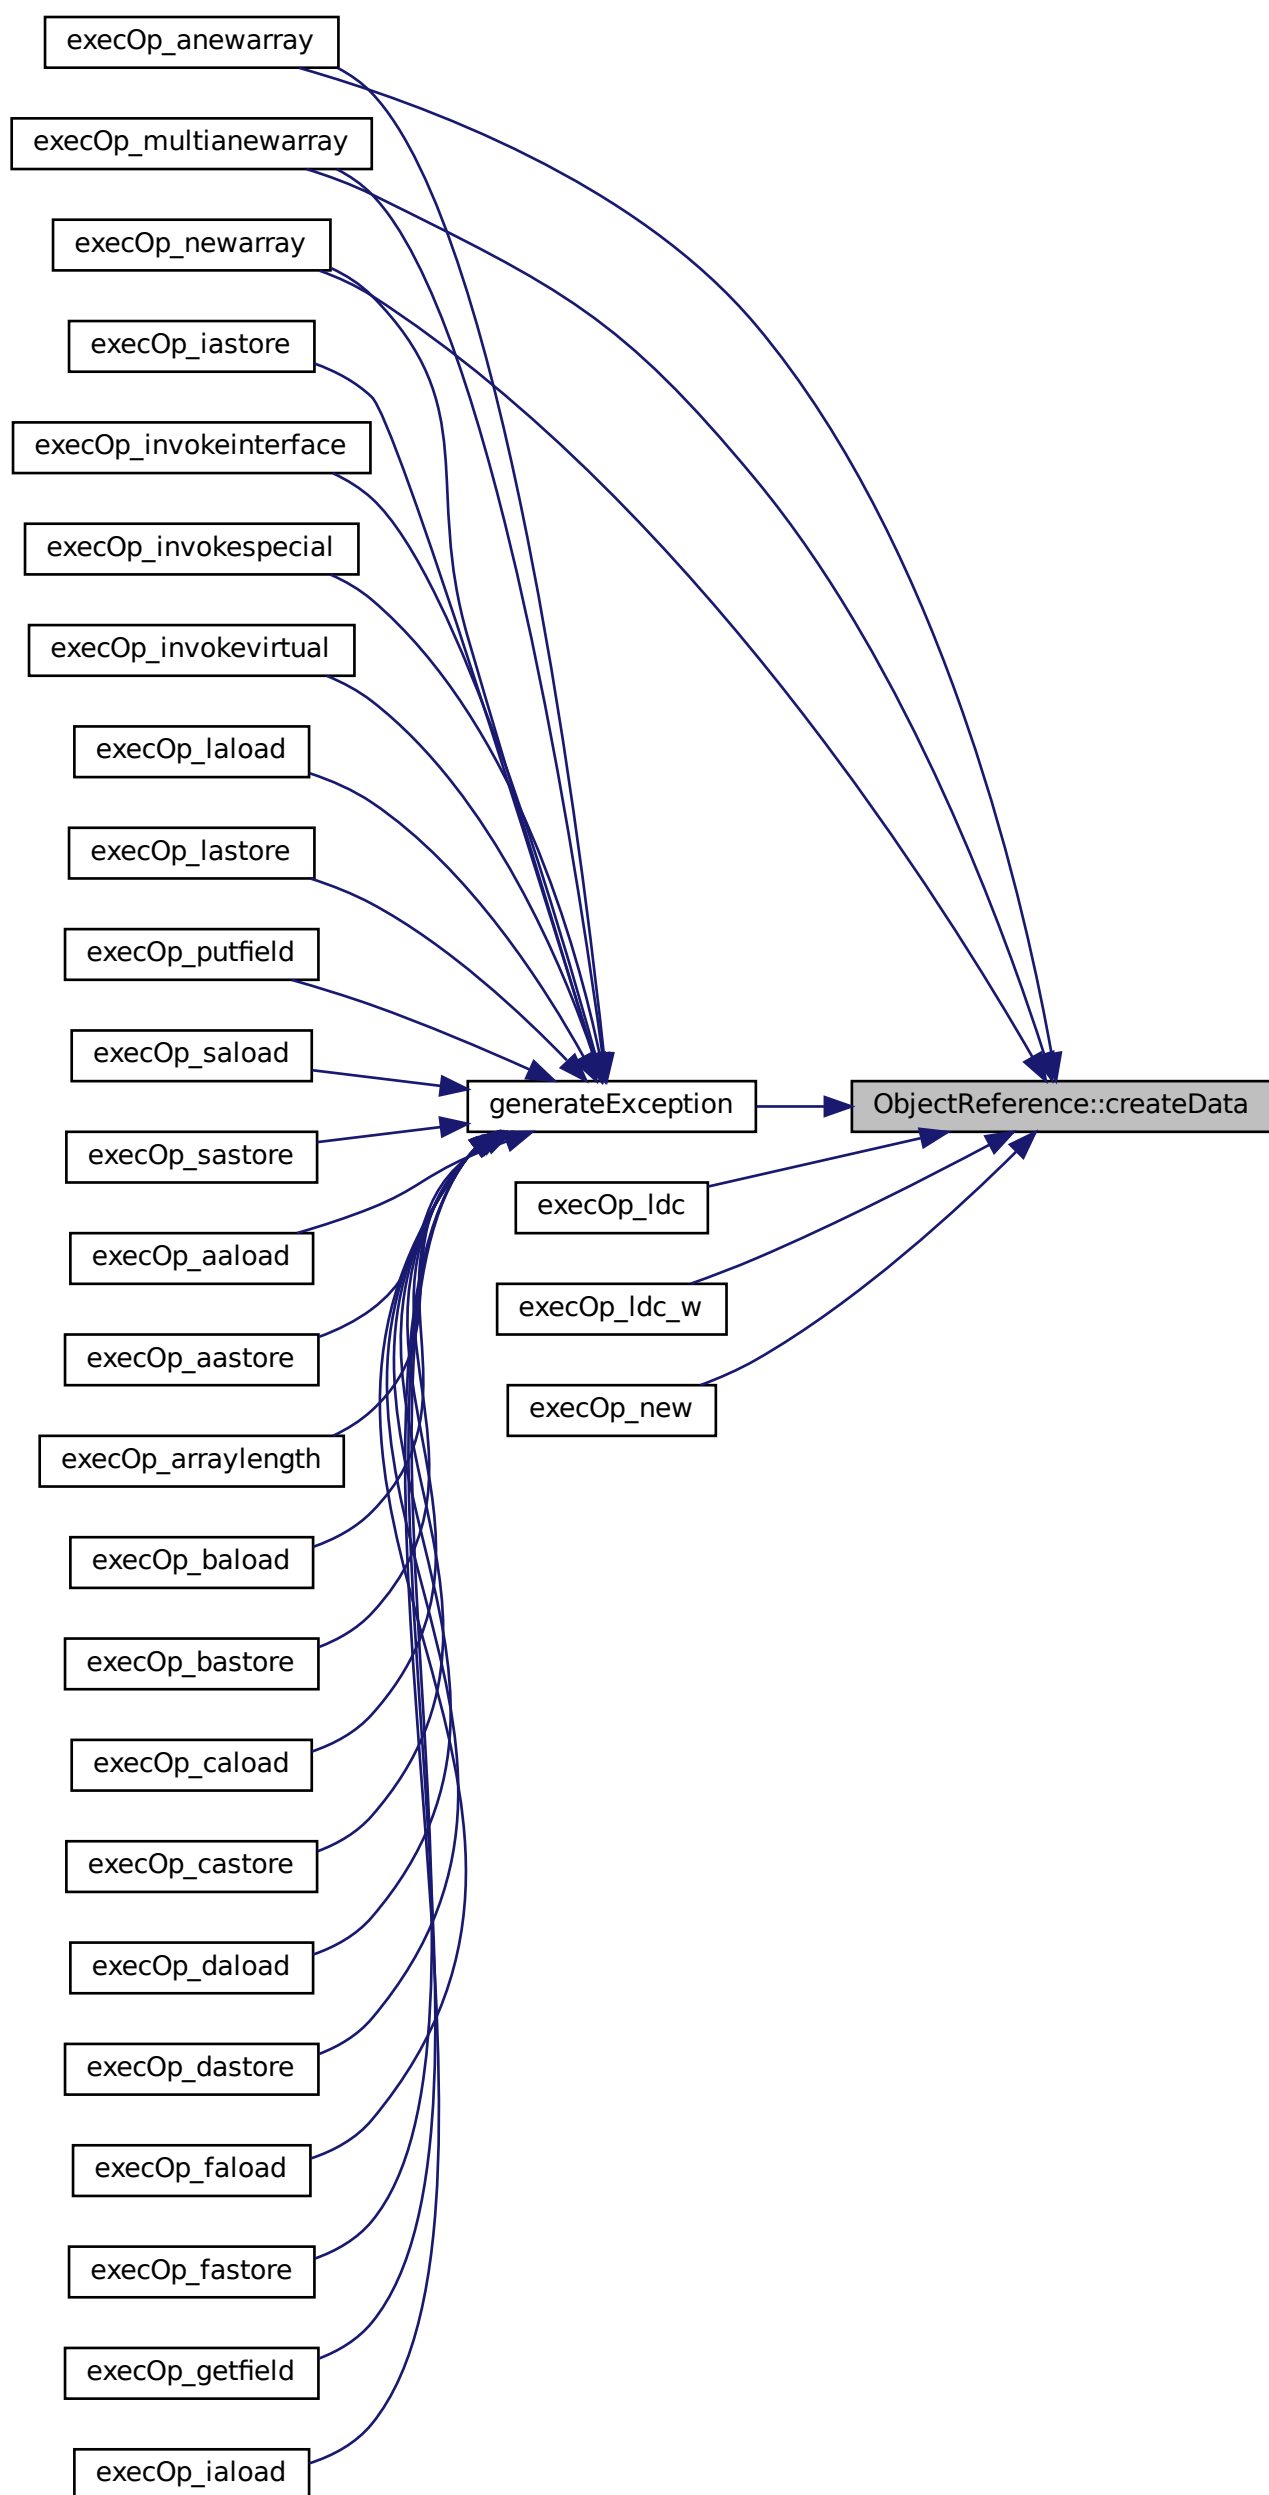 execOp_anewarray
execOp_multianewarray
execOp_newarray
execOp_iastore
execOp_invokeinterface
execOp_invokespecial
execOp_invokevirtual
execOp_laload
execOp_lastore
execOp_putfield
execOp_saload
execOp_sastore
execOp_aaload
execOp_aastore
execOp_arraylength
execOp_baload
execOp_bastore
execOp_caload
execOp_castore
execOp_daload
execOp_dastore
execOp_faload
execOp_fastore
execOp_getfield
execOp_iaload
generateException
execOp_ldc
execOp_ldc_w
execOp_new
ObjectReference::createData